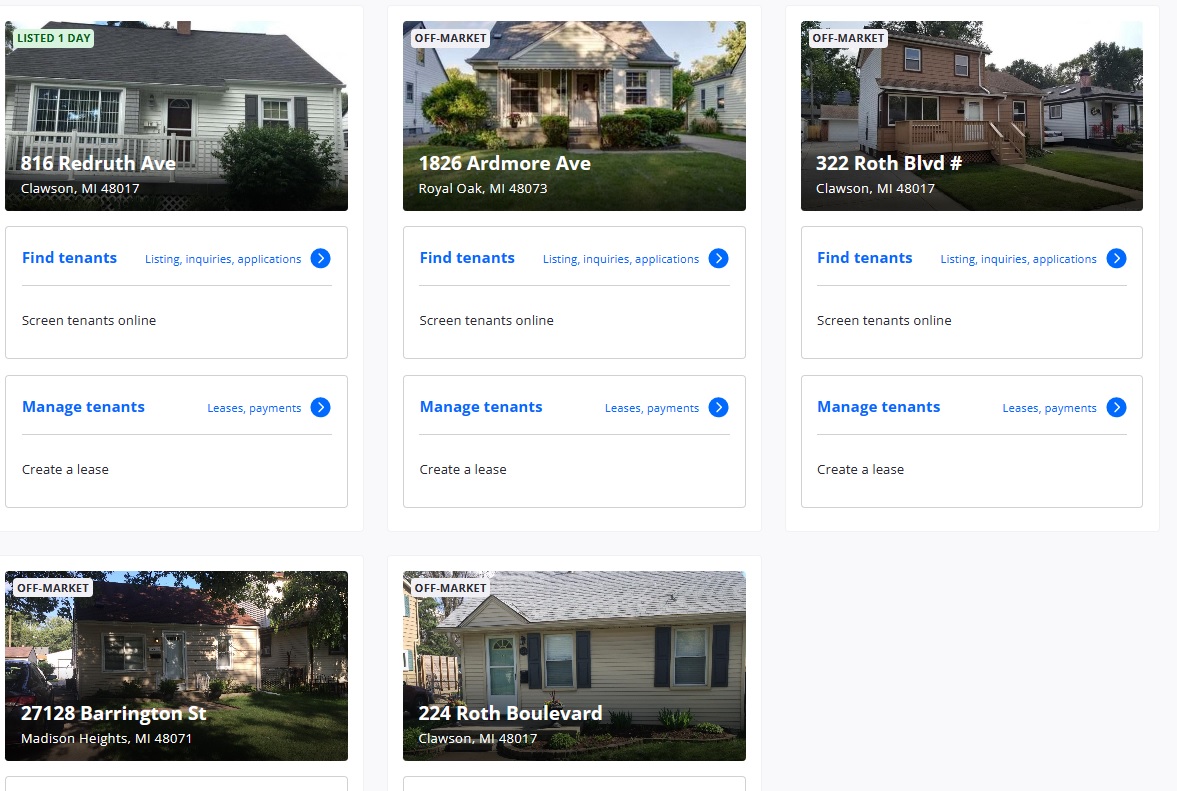 LISTED 1 DAY
816 Redruth Ave
Clawson, MI 48017
Find tenants Listing, inquiries, applications
Screen tenants online
Manage tenants Leases, payments
Create a lease
OFF-MARKET
1826 Ardmore Ave
Royal Oak, MI 48073
Find tenants Listing, inquiries, applications
Screen tenants online
Manage tenants Leases, payments
Create a lease
OFF-MARKET
322 Roth Blvd #
Clawson, MI 48017
Find tenants Listing, inquiries, applications
Screen tenants online
Manage tenants Leases, payments
Create a lease
OFF-MARKET
27128 Barrington St
Madison Heights, MI 48071
OFF-MARKET
224 Roth Boulevard
Clawson, MI 48017